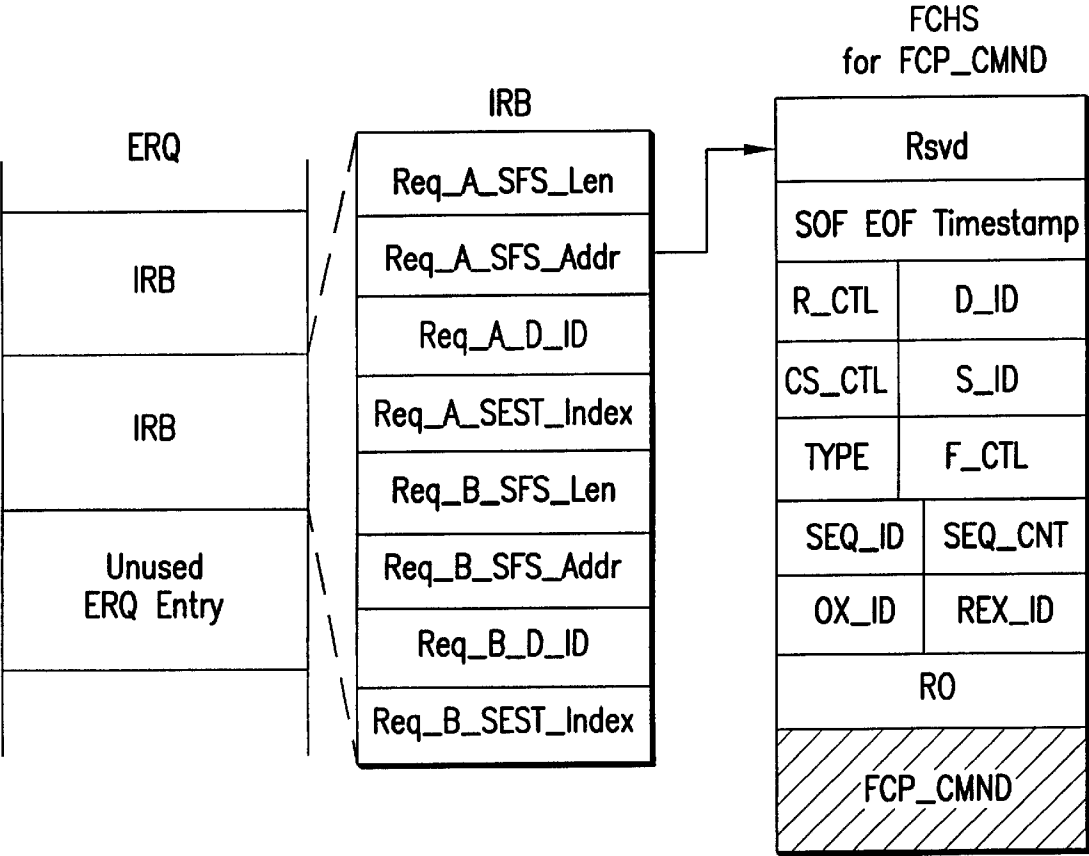 ERQ
IRB
IRB
Unused
ERQ Entry
IRB
Req_A_SFS_Len
Req_A_SFS_Addr
Req_A_D_ID
Req_A_SEST_Index
Req_B_SFS_Len
Req_B_SFS_Addr
Req_B_D_ID
Req_B_SEST_Index
FCHS
for FCP_CMND
Rsvd
SOF EOF Timestamp
R_CTL D_ID
CS_CTL S_ID
TYPE F_CTL
SEQ_ID SEQ_CNT
OX_ID REX_ID
RO
FCP_CMND